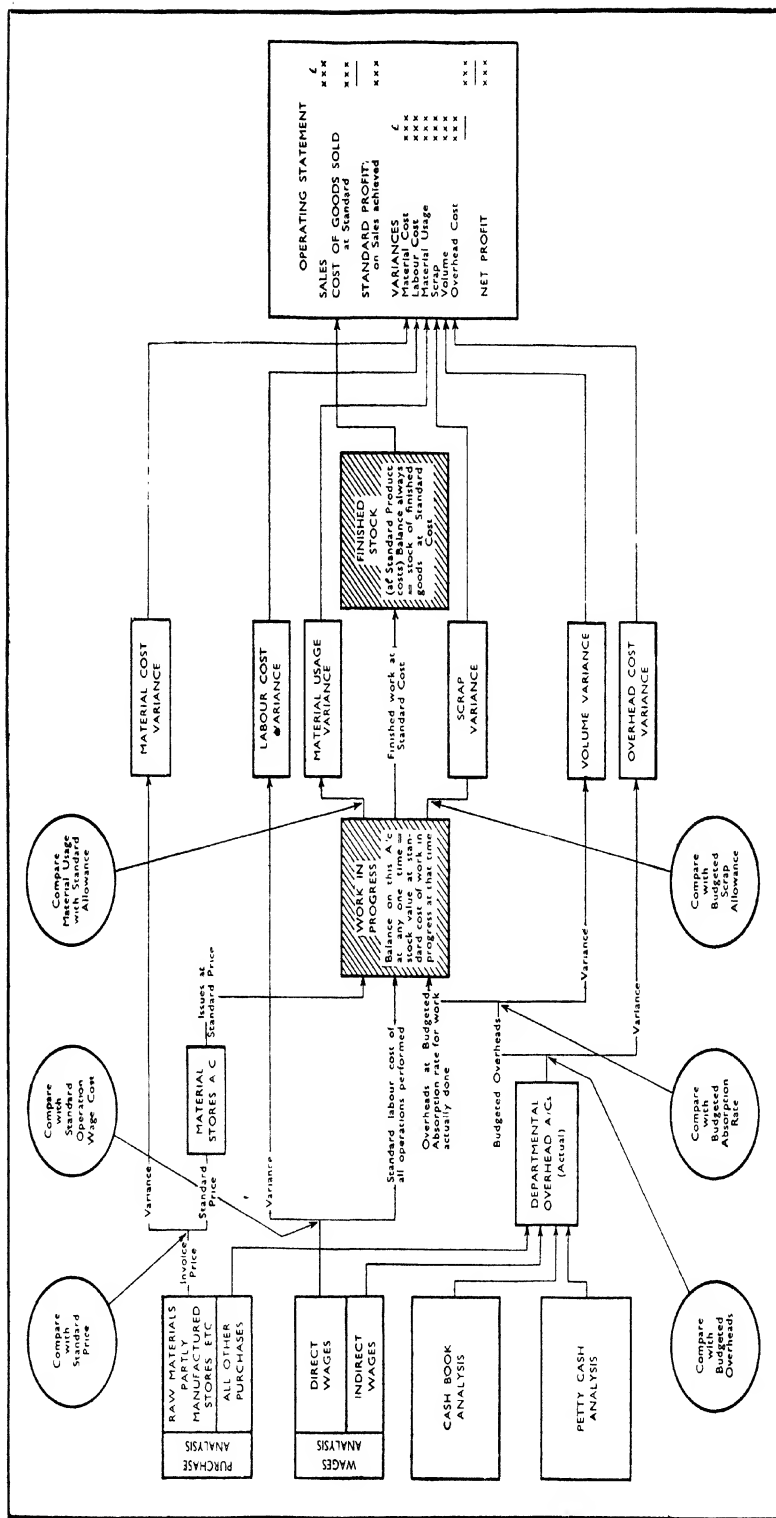 Compare
with
Standard
Price
Compare
with
Standard
Operation
Wage Cost
Compare
Material Usage
with Standard
Allowance
PURCHASE
ANALYSIS
RAW MATERIALS
PARTLY
MANUFACTURED
STORES ETC
ALL OTHER
PURCHASES
Invoice
Price
Variance
Standard
Price
MATERIAL
STORES A C
Issues at
Standard Price
MATERIAL COST
VARIANCE
WAGES
ANALYSIS
DIRECT
WAGES
INDIRECT
WAGES
Variance
Standard labour cost of
all operations performed
LABOUR COST
VARIANCE
MATERIAL USAGE
VARIANCE
WORK IN
PROGRESS
Balance on this A/c
at any one time =
stock value at stan-
dard cost of work in
progress at that time
Finished work at
Standard Cost
FINISHED
STOCK
(at Standard Product
costs) Balance always
= stock of finished
goods at Standard
Cost
SCRAP
VARIANCE
Overheads at Budgeted
Absorption rate for work
actually done
CASH BOOK
ANALYSIS
PETTY CASH
ANALYSIS
DEPARTMENTAL
OVERHEAD A/Cs
(Actual)
Budgeted Overheads
Variance
Variance
VOLUME VARIANCE
OVERHEAD COST
VARIANCE
Compare
with
Budgeted
Overheads
Compare
with
Budgeted
Absorption
Rate
Compare
with
Budgeted
Scrap
Allowance
OPERATING STATEMENT
£
SALES xxx
COST OF GOODS SOLD
at Standard xxx
STANDARD PROFIT;
on Sales achieved xxx
VARIANCES £
Material Cost xxx
Labour Cost xxx
Material Usage xxx
Scrap xxx
Volume xxx
Overhead Cost xxx
xxx
NET PROFIT xxx